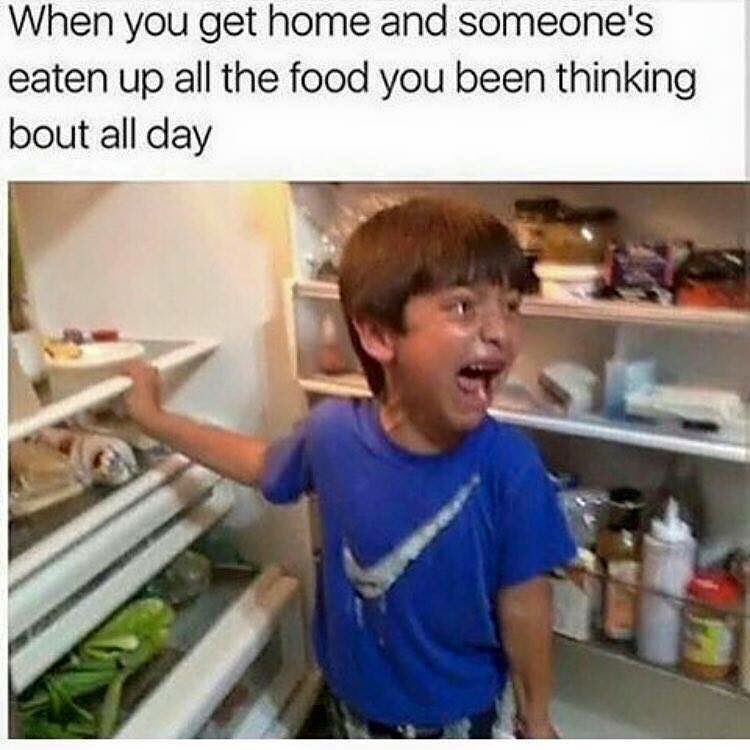 When you get home and someone's
eaten up all the food you been thinking
bout all day